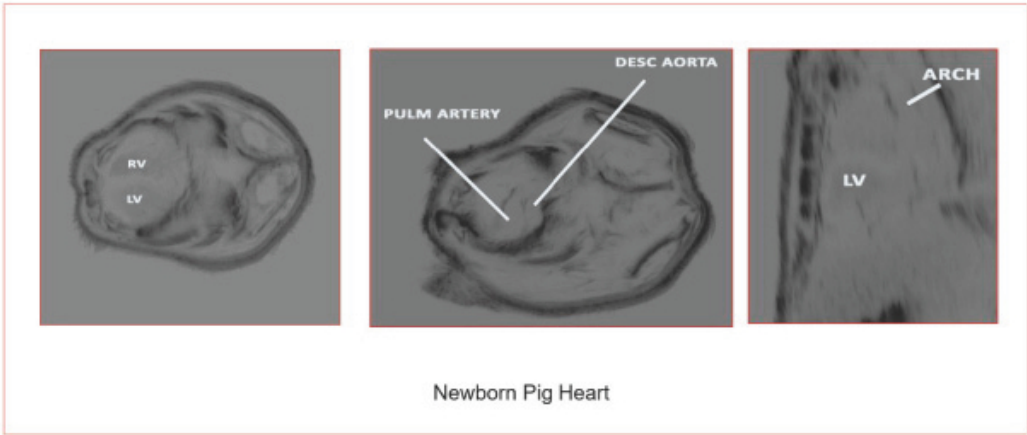 RV
LV
PULM ARTERY
DESC AORTA
LV
ARCH
Newborn Pig Heart